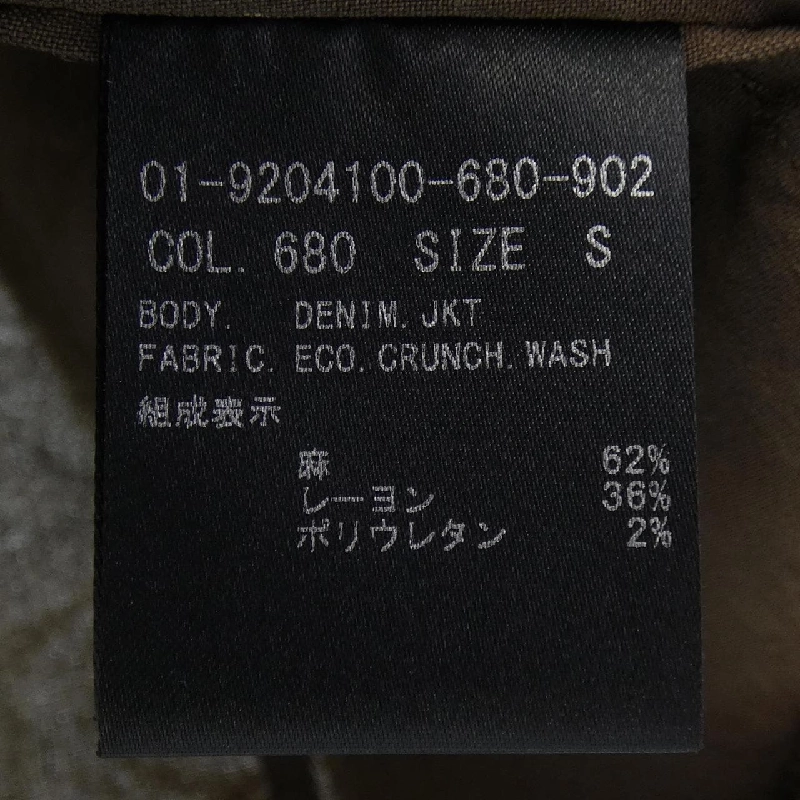 01-9204100-680-902
COL. 680 SIZE S
BODY. DENIM.JKT
FABRIC. ECO.CRUNCH.WASH
組成表示
麻 62%
レーヨン 36%
ポリウレタン 2%